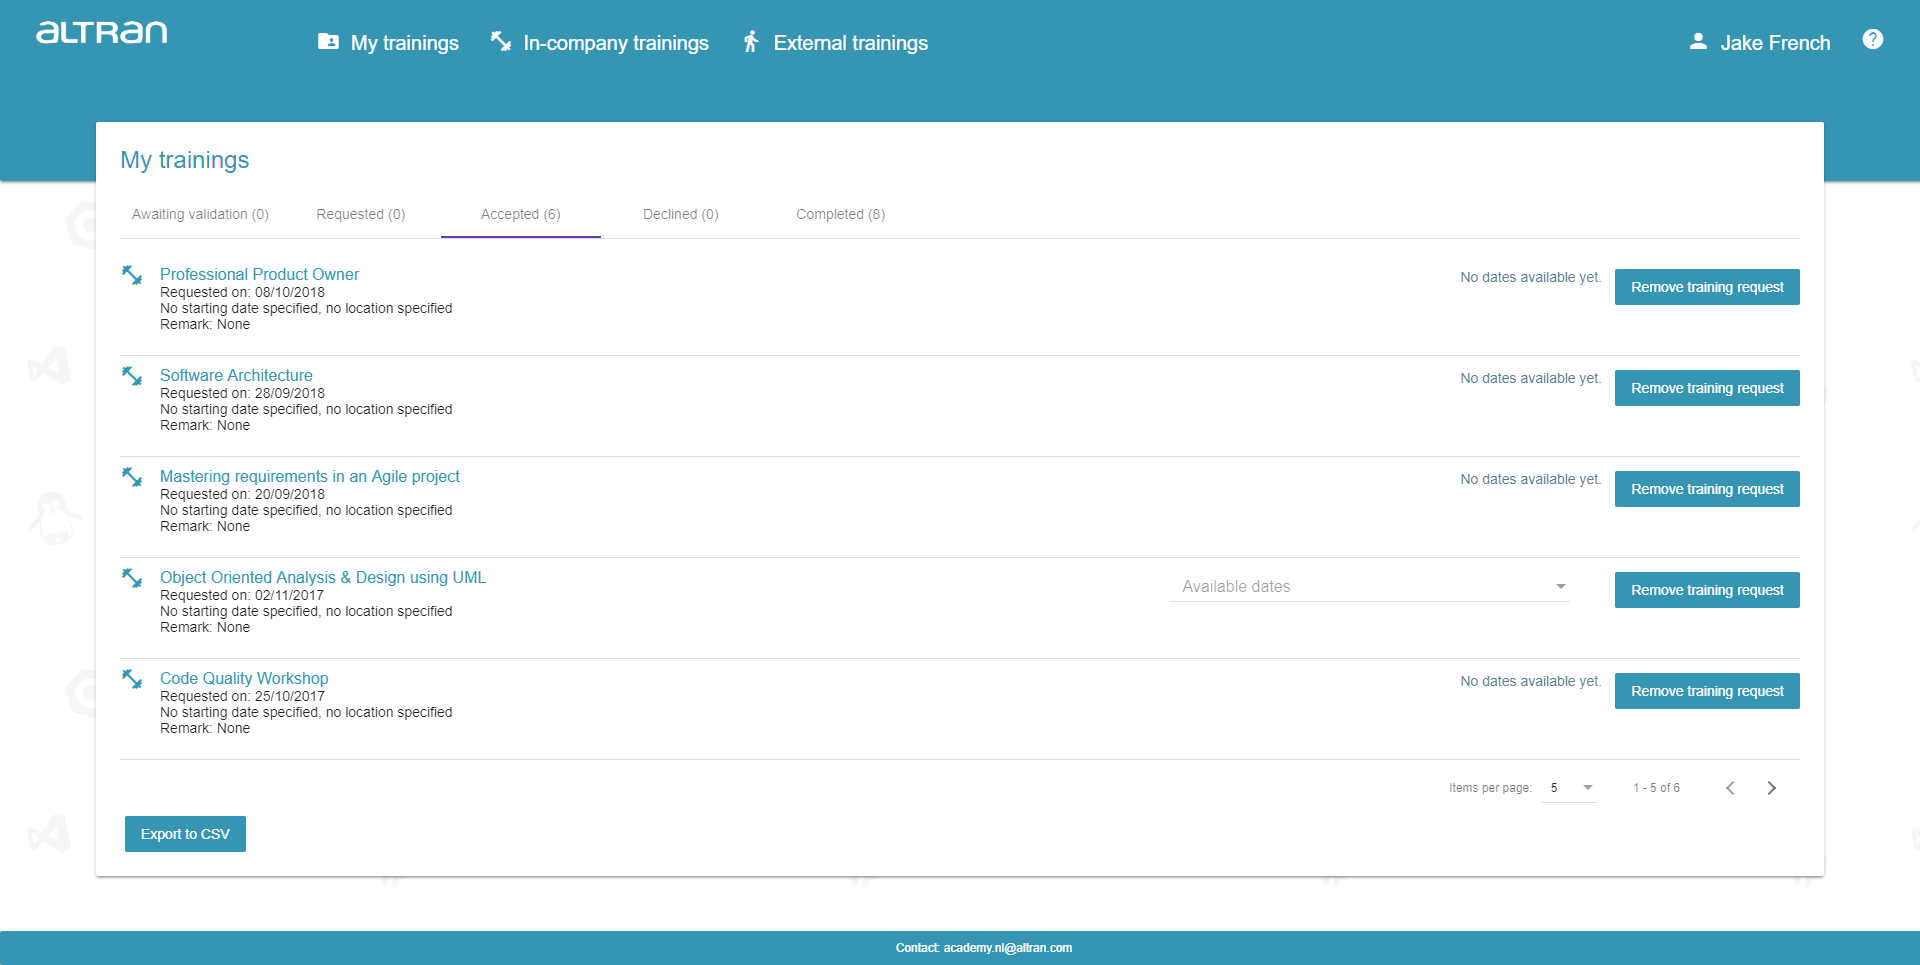 aLTRan
My trainings
In-company trainings
External trainings
Jake French
?
My trainings
Awaiting validation (0)
Requested (0)
Accepted (6)
Declined (0)
Completed (8)
Professional Product Owner
Requested on: 08/10/2018
No starting date specified, no location specified
Remark: None
No dates available yet.
Remove training request
Software Architecture
Requested on: 28/09/2018
No starting date specified, no location specified
Remark: None
No dates available yet.
Remove training request
Mastering requirements in an Agile project
Requested on: 20/09/2018
No starting date specified, no location specified
Remark: None
No dates available yet.
Remove training request
Object Oriented Analysis & Design using UML
Requested on: 02/11/2017
No starting date specified, no location specified
Remark: None
Available dates
Remove training request
Code Quality Workshop
Requested on: 25/10/2017
No starting date specified, no location specified
Remark: None
No dates available yet.
Remove training request
Items per page: 5
1 - 5 of 6
Export to CSV
Contact: academy.nl@altran.com